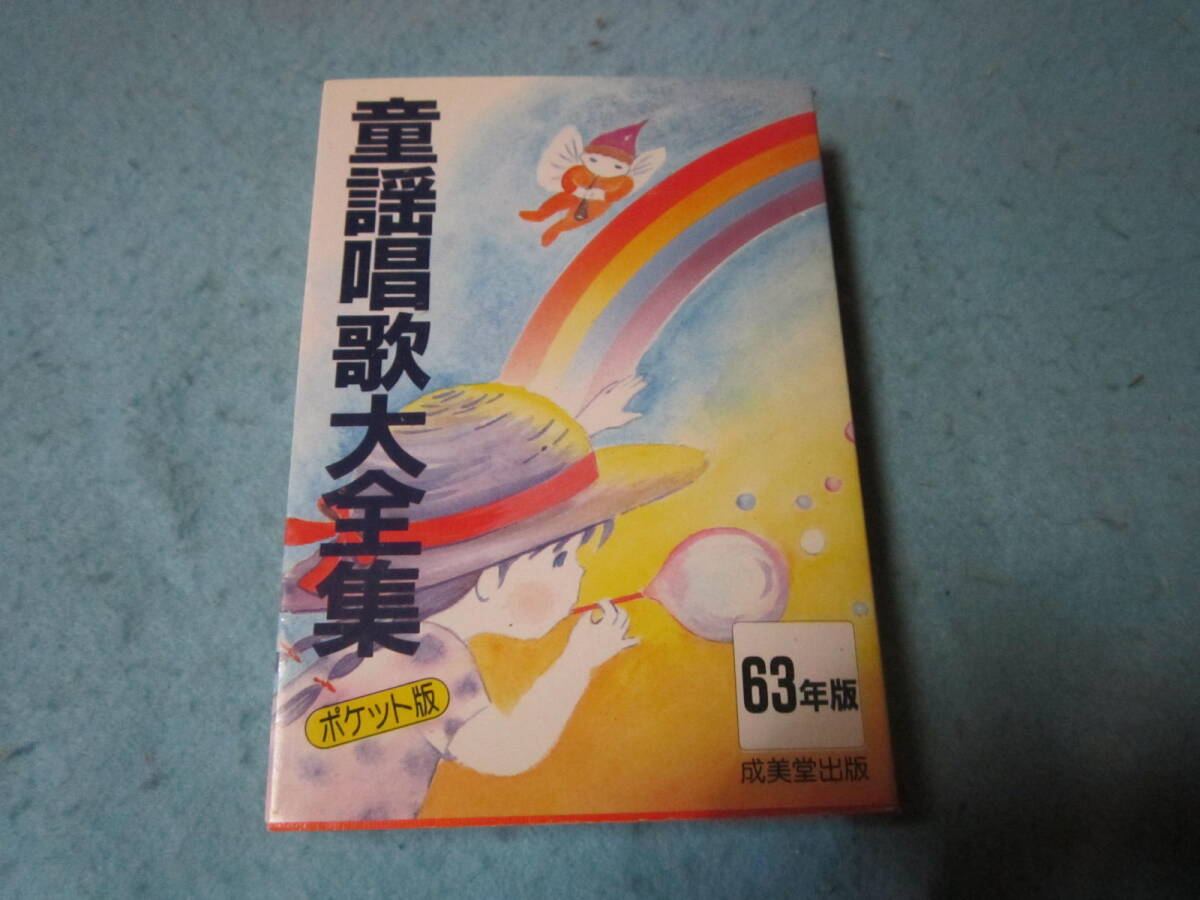 童謡唱歌大全集
ポケット版
63年版
成美堂出版